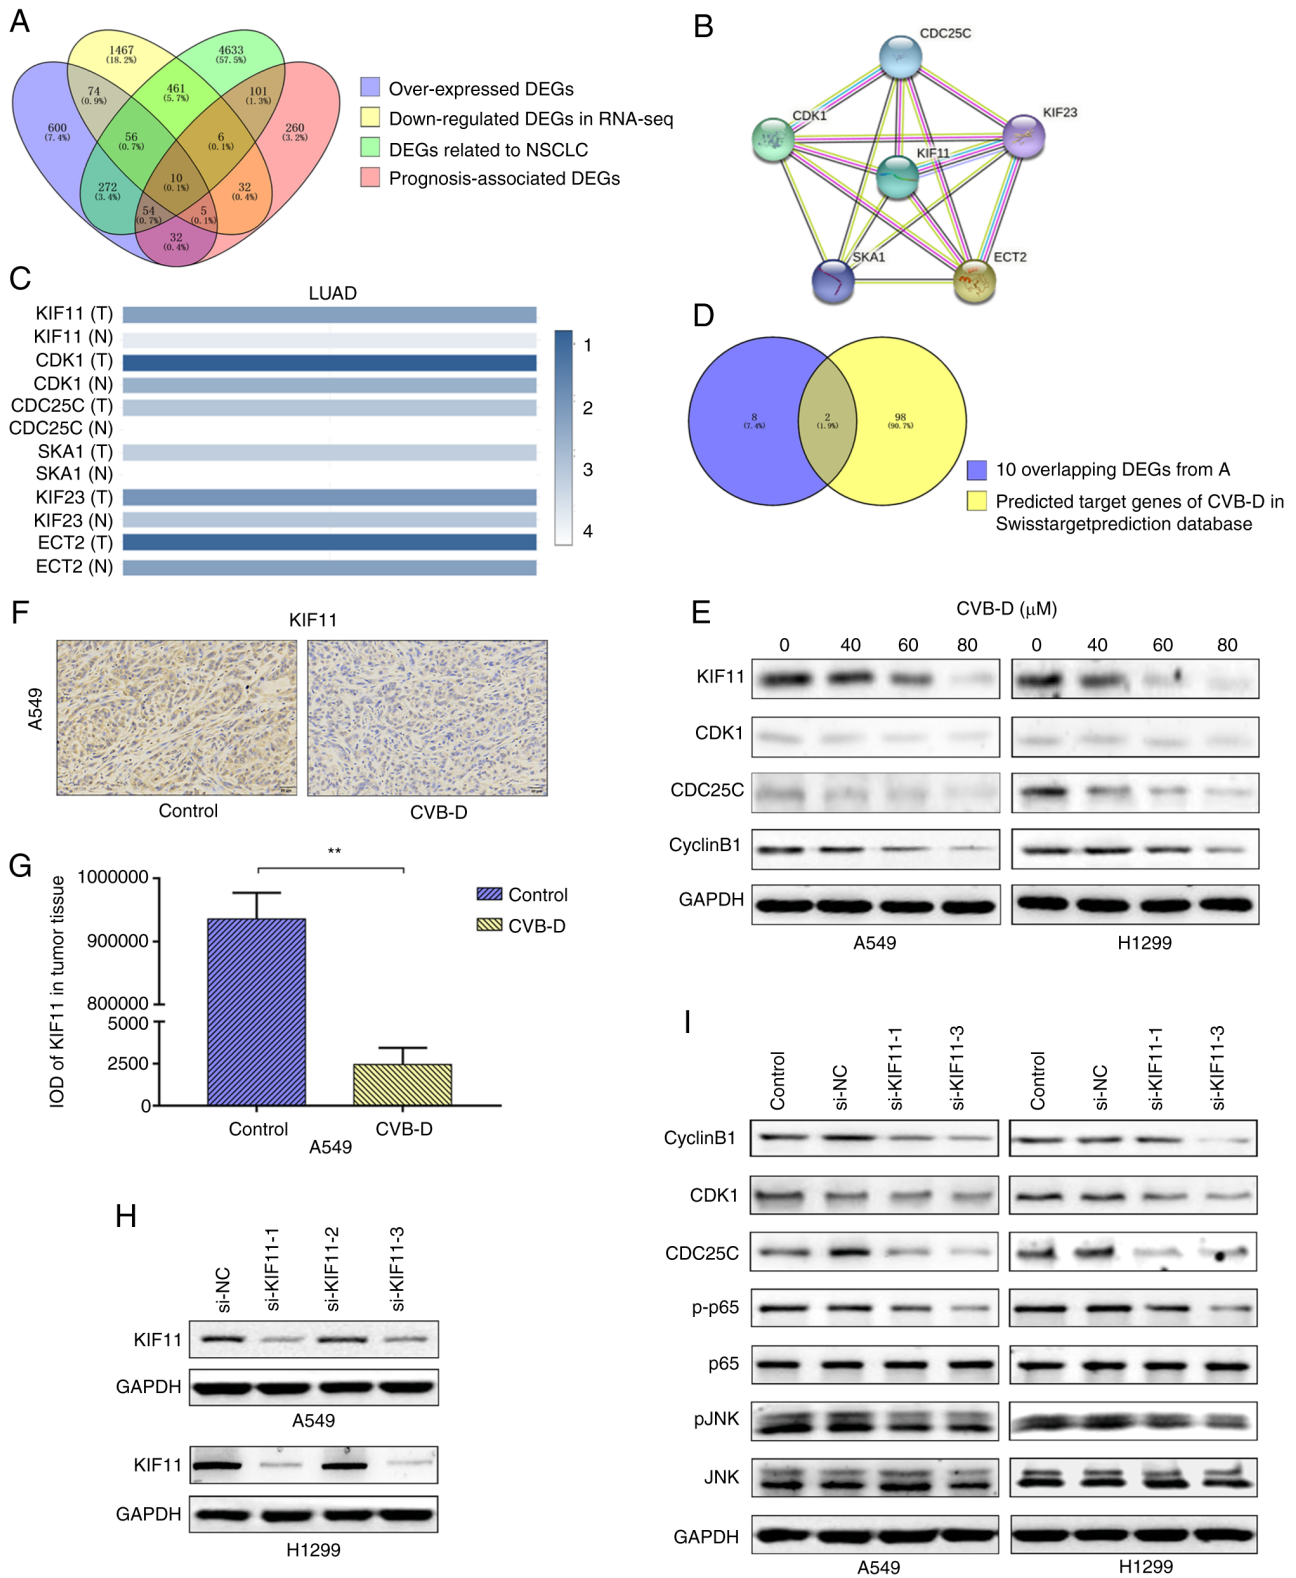 A
1467
(18.2%)
4633
(57.5%)
74
(0.9%)
461
(5.7%)
101
(1.3%)
600
(7.4%)
56
(0.7%)
6
(0.1%)
260
(3.2%)
272
(3.4%)
10
(0.1%)
32
(0.4%)
54
(0.7%)
5
(0.1%)
32
(0.4%)
Over-expressed DEGs
Down-regulated DEGs in RNA-seq
DEGs related to NSCLC
Prognosis-associated DEGs
B
CDC25C
CDK1
KIF23
KIF11
SKA1
ECT2
C
LUAD
KIF11 (T)
KIF11 (N)
CDK1 (T)
CDK1 (N)
CDC25C (T)
CDC25C (N)
SKA1 (T)
SKA1 (N)
KIF23 (T)
KIF23 (N)
ECT2 (T)
ECT2 (N)
1
2
3
4
D
8
(7.4%)
2
(1.9%)
98
(90.7%)
10 overlapping DEGs from A
Predicted target genes of CVB-D in
Swisstargetprediction database
F
KIF11
A549
Control
CVB-D
E
CVB-D (μM)
0 40 60 80 0 40 60 80
KIF11
CDK1
CDC25C
CyclinB1
GAPDH
A549 H1299
G
**
IOD of KIF11 in tumor tissue
1000000
900000
800000
5000
2500
0
Control
CVB-D
Control CVB-D
A549
H
si-NC si-KIF11-1 si-KIF11-2 si-KIF11-3
KIF11
GAPDH
A549
KIF11
GAPDH
H1299
I
Control si-NC si-KIF11-1 si-KIF11-3 Control si-NC si-KIF11-1 si-KIF11-3
CyclinB1
CDK1
CDC25C
p-p65
p65
pJNK
JNK
GAPDH
A549 H1299